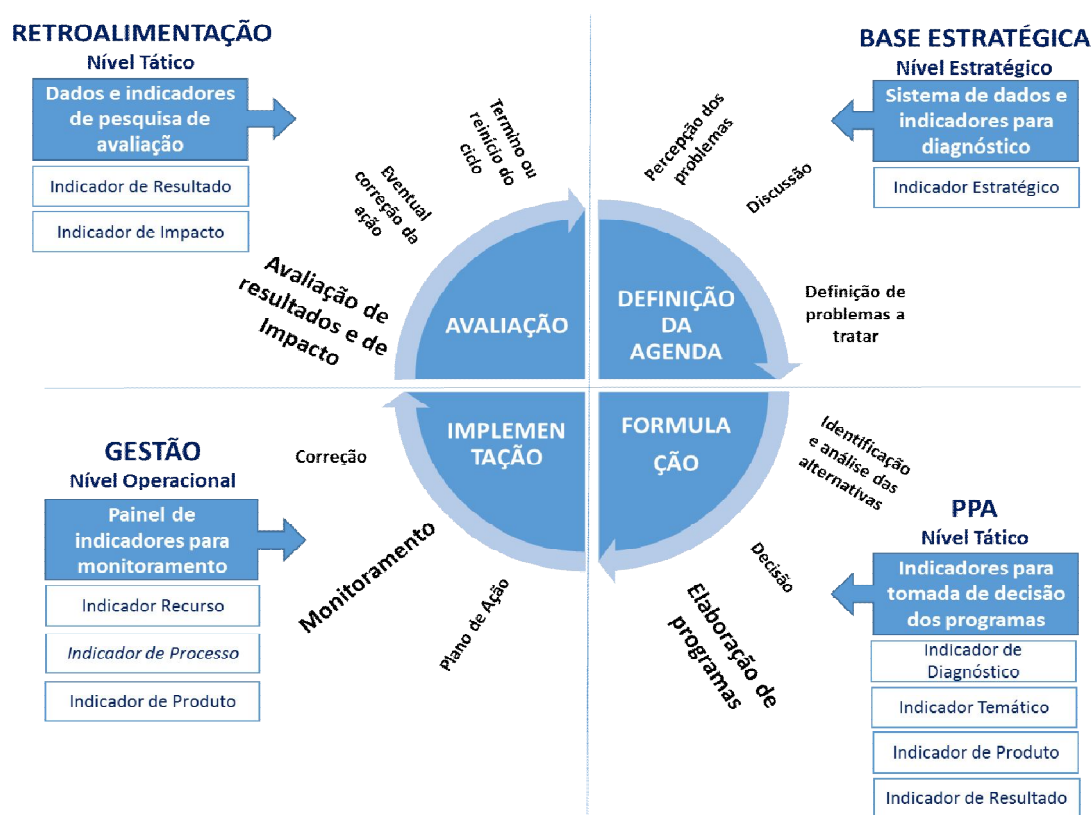 RETROALIMENTAÇÃO
Nível Tático
Dados e indicadores
de pesquisa de
avaliação
Indicador de Resultado
Indicador de Impacto
Termino ou
reinício do
ciclo
Eventual
correção da
ação
Avaliação de
resultados e de
Impacto
AVALIAÇÃO
BASE ESTRATÉGICA
Nível Estratégico
Sistema de dados e
indicadores para
diagnóstico
Indicador Estratégico
Percepção dos
problemas
Discussão
Definição de
problemas a
tratar
DEFINIÇÃO
DA
AGENDA
GESTÃO
Nível Operacional
Painel de
indicadores para
monitoramento
Indicador Recurso
Indicador de Processo
Indicador de Produto
Correção
Monitoramento
Plano de Ação
IMPLEMEN
TAÇÃO
FORMULA
ÇÃO
Identificação
e análise das
alternativas
Decisão
Elaboração de
programas
PPA
Nível Tático
Indicadores para
tomada de decisão
dos programas
Indicador de
Diagnóstico
Indicador Temático
Indicador de Produto
Indicador de Resultado